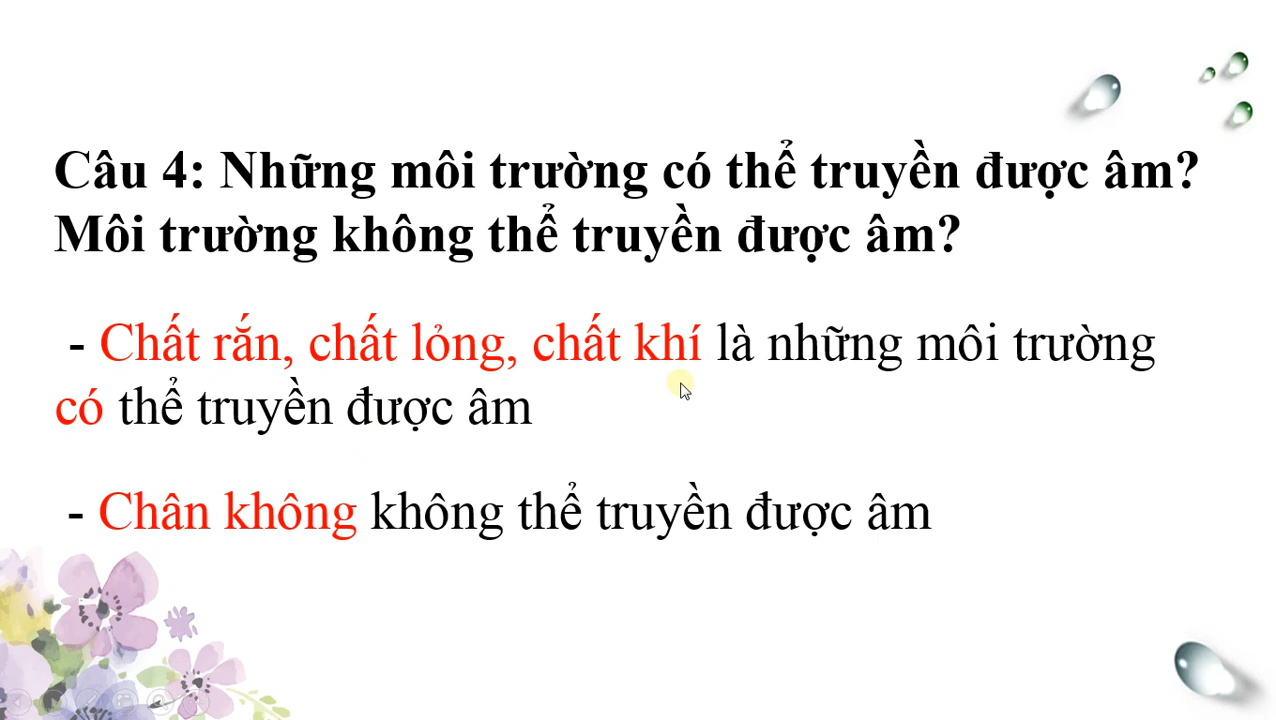 Câu 4: Những môi trường có thể truyền được âm?
Môi trường không thể truyền được âm?
- Chất rắn, chất lỏng, chất khí là những môi trường
có thể truyền được âm
- Chân không không thể truyền được âm